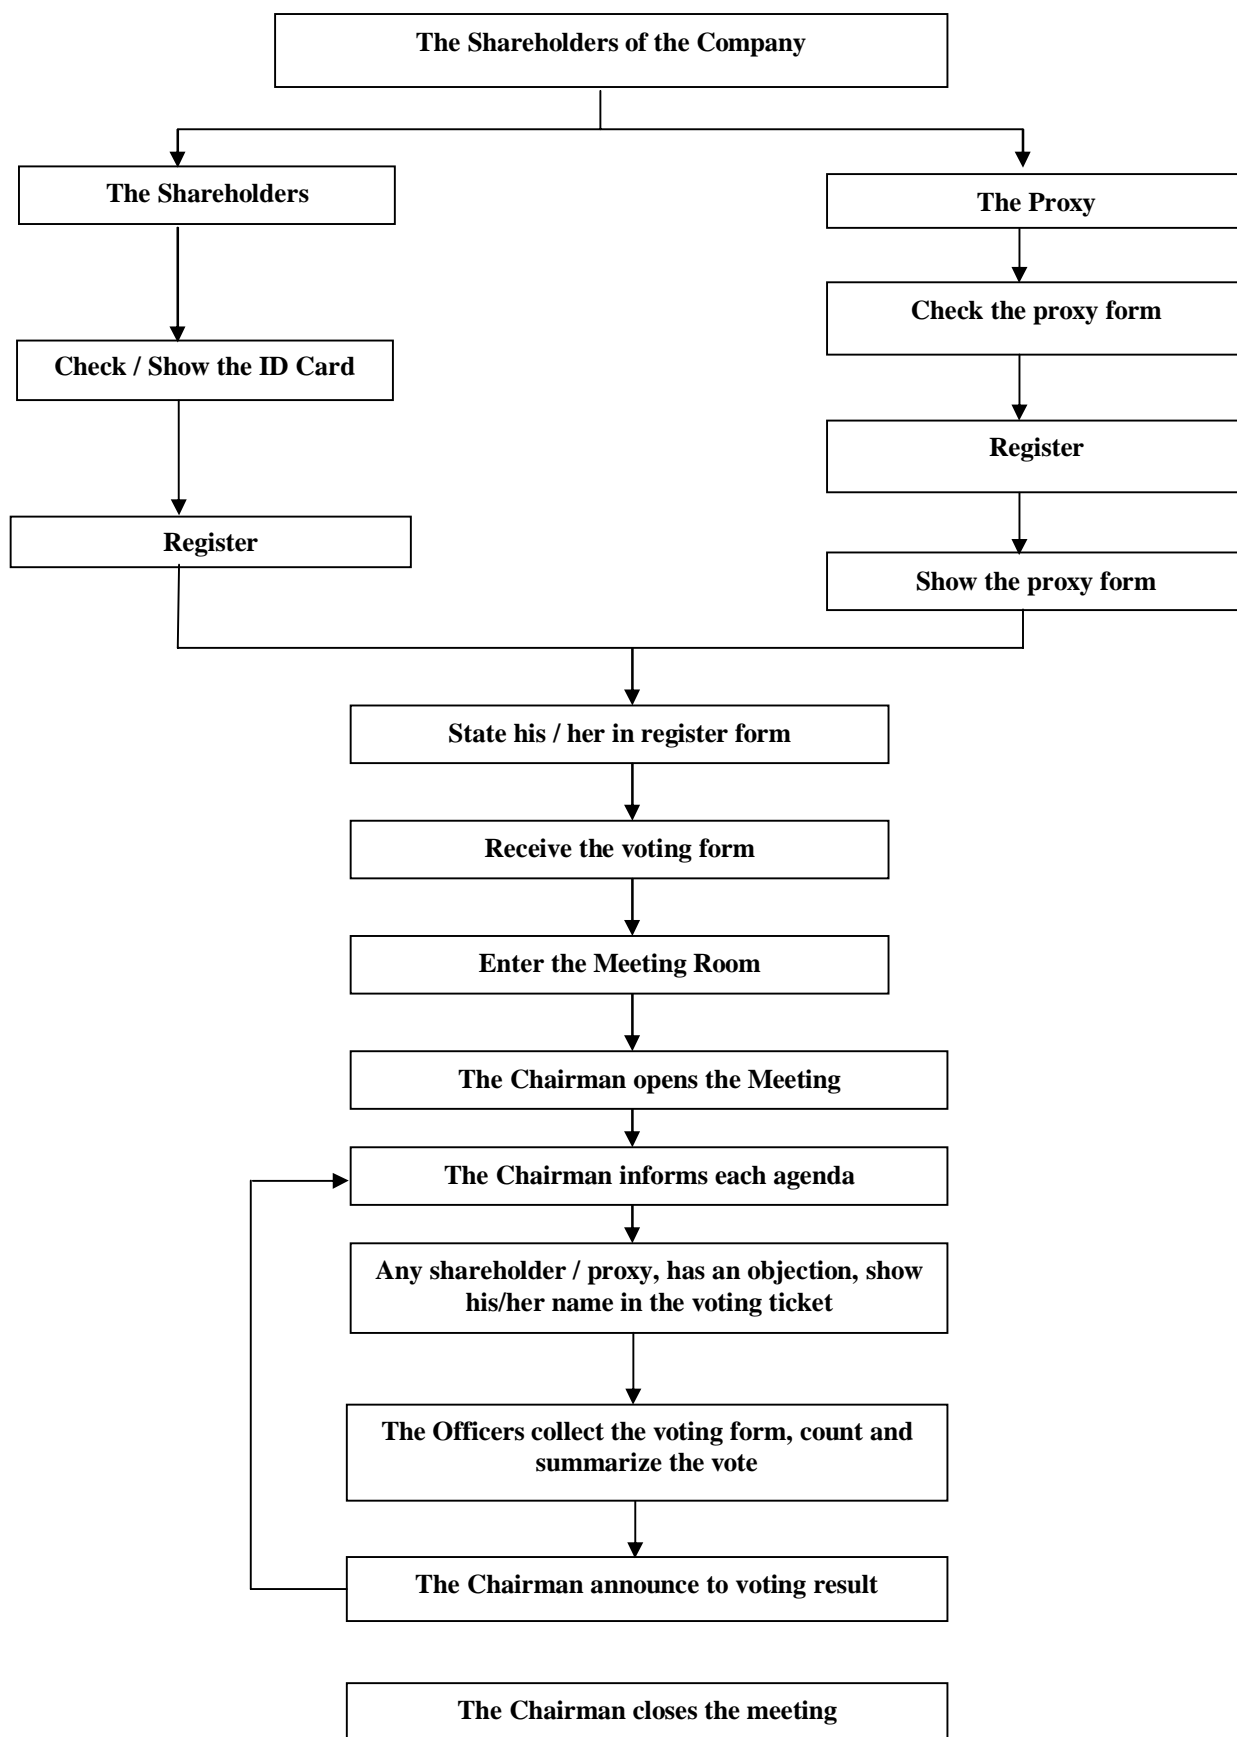 The Shareholders of the Company
The Shareholders
The Proxy
Check the proxy form
Check / Show the ID Card
Register
Register
Show the proxy form
State his / her in register form
Receive the voting form
Enter the Meeting Room
The Chairman opens the Meeting
The Chairman informs each agenda
Any shareholder / proxy, has an objection, show
his/her name in the voting ticket
The Officers collect the voting form, count and
summarize the vote
The Chairman announce to voting result
The Chairman closes the meeting